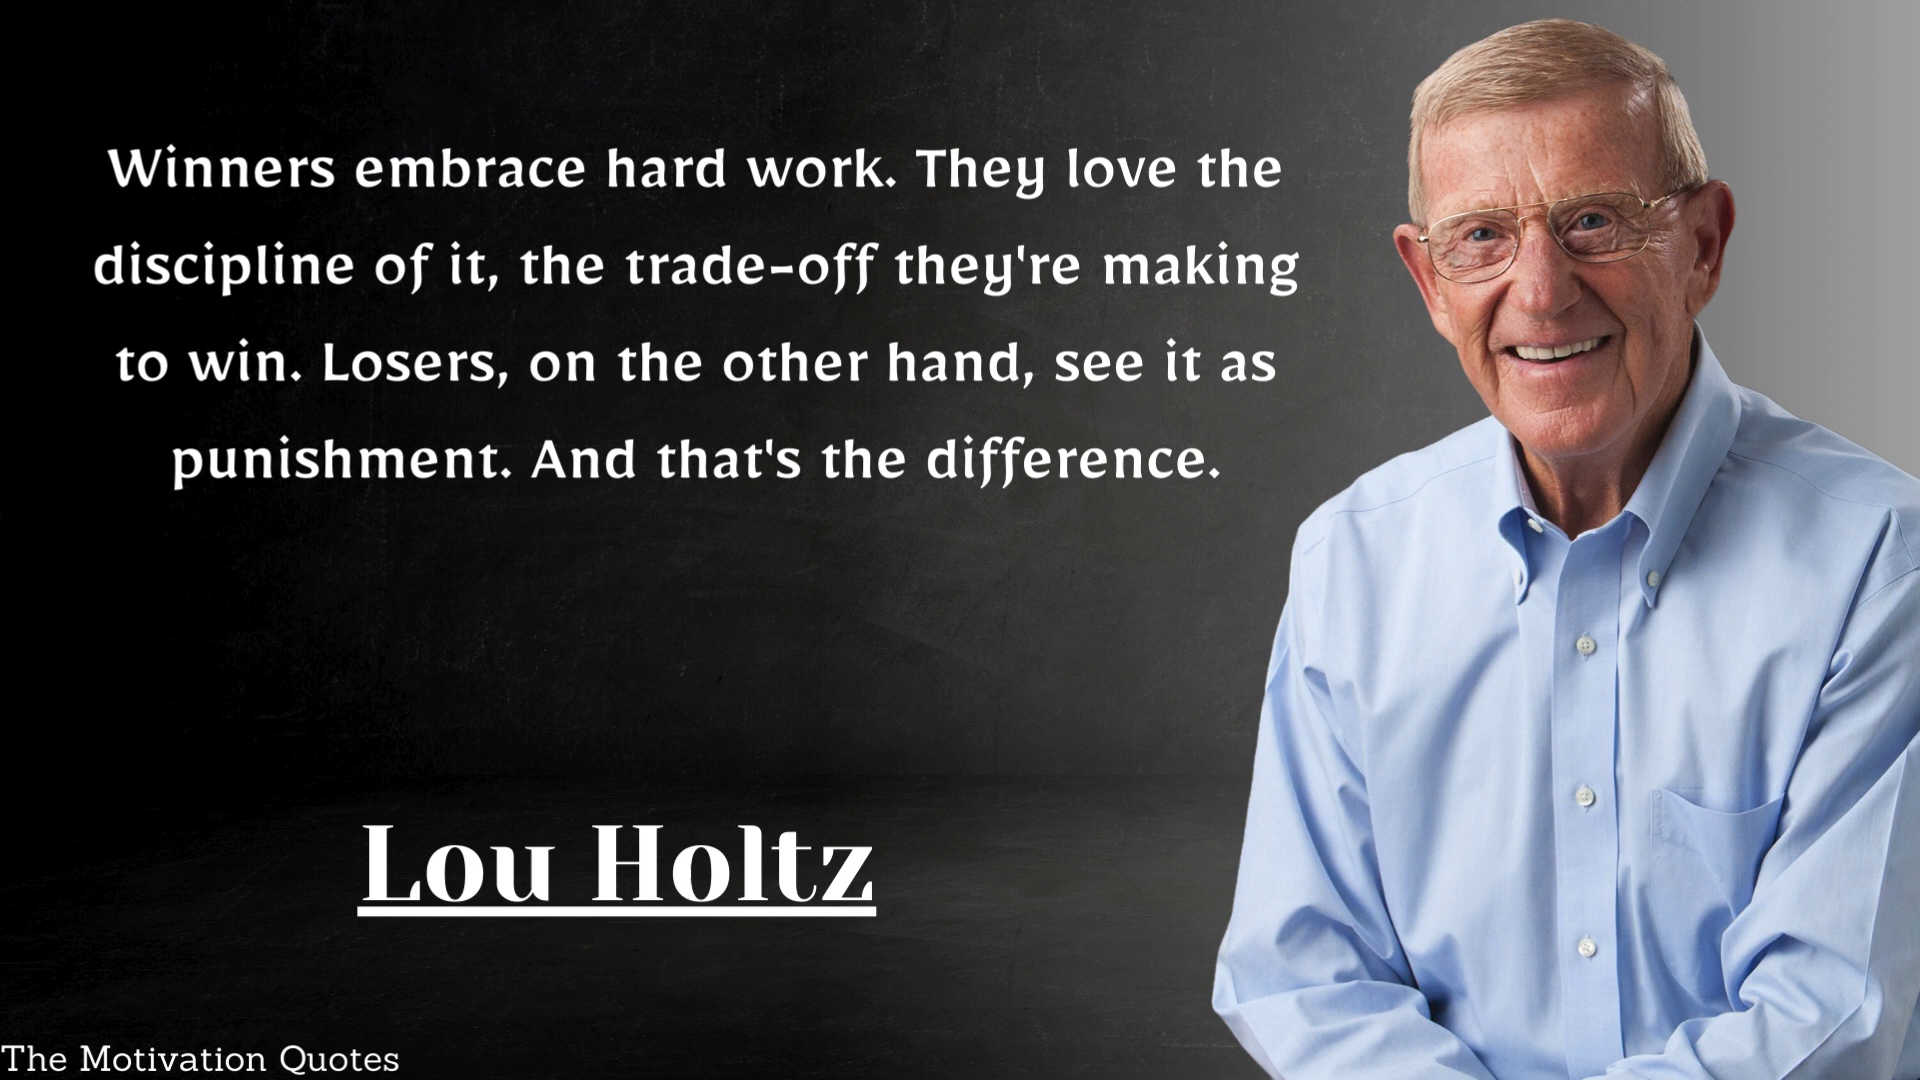 Winners embrace hard work. They love the
discipline of it, the trade-off they're making
to win. Losers, on the other hand, see it as
punishment. And that's the difference.
Lou Holtz
The Motivation Quotes